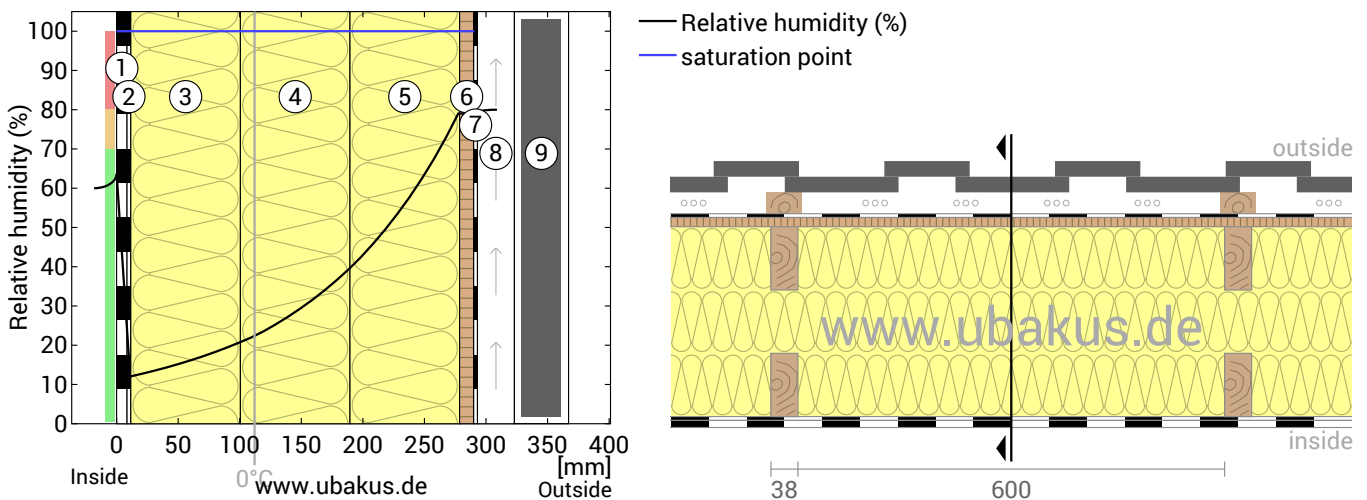 Relative humidity (%)
100
90
80
70
60
50
40
30
20
10
0
1
2
3
4
5
6
7
8
9
0
50
100
150
200
250
300
350
400
[mm]
Inside
0°C
www.ubakus.de
Outside
Relative humidity (%)
saturation point
outside
www.ubakus.de
inside
38
600